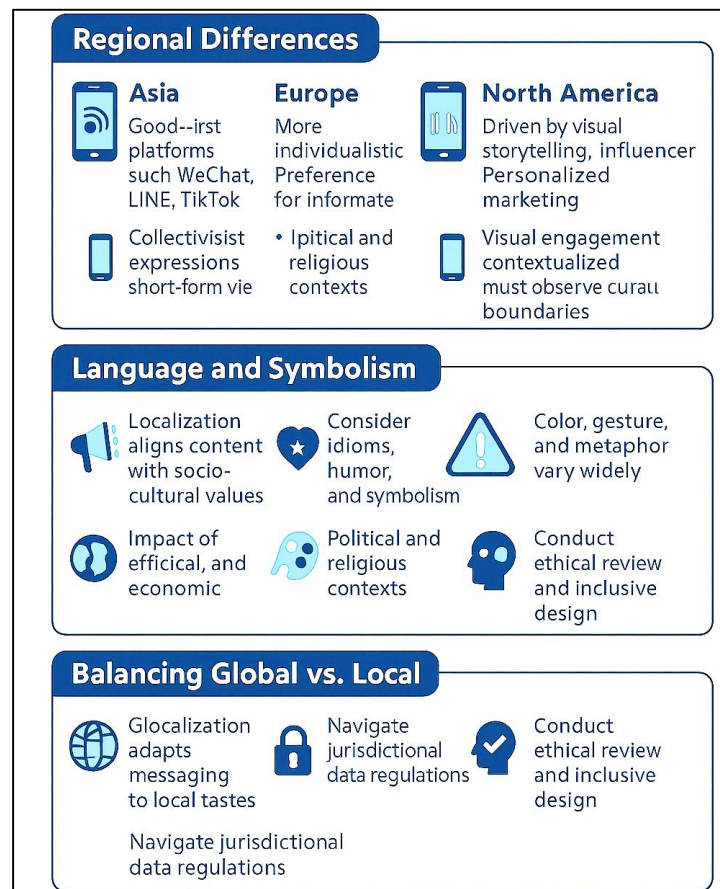 Regional Differences
Asia
Good--irst
platforms
such WeChat,
LINE, TikTok
Collectivisist
expressions
short-form vie
Europe
More
individualistic
Preference
for informate
• Ipitical and
religious
contexts
North America
Driven by visual
storytelling, influencer
Personalized
marketing
Visual engagement
contextualized
must observe
boundaries
Language and Symbolism
Localization
aligns content
with socio-
cultural values
Consider
idioms,
humor,
and symbolism
Color, gesture,
and metaphor
vary widely
Impact of
efficical, and
economic
Political and
religious
contexts
Conduct
ethical review
and inclusive
design
Balancing Global vs. Local
Glocalization
adapts
messaging
to local tastes
Navigate
jurisdictional
data regulations
Conduct
ethical review
and inclusive
design
Navigate jurisdictional
data regulations